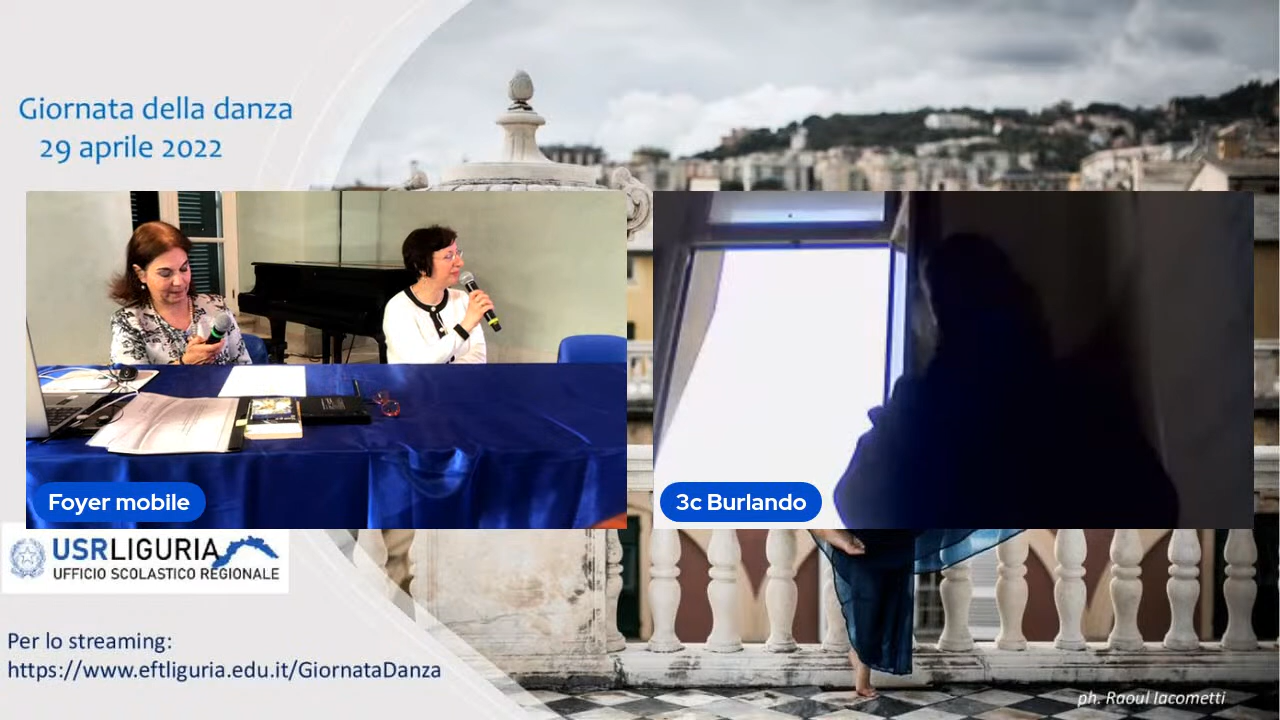 Giornata della danza
29 aprile 2022
Foyer mobile
3c Burlando
USRLIGURIA
UFFICIO SCOLASTICO REGIONALE
Per lo streaming:
https://www.eftliguria.edu.it/GiornataDanza
ph. Raoul Iacometti